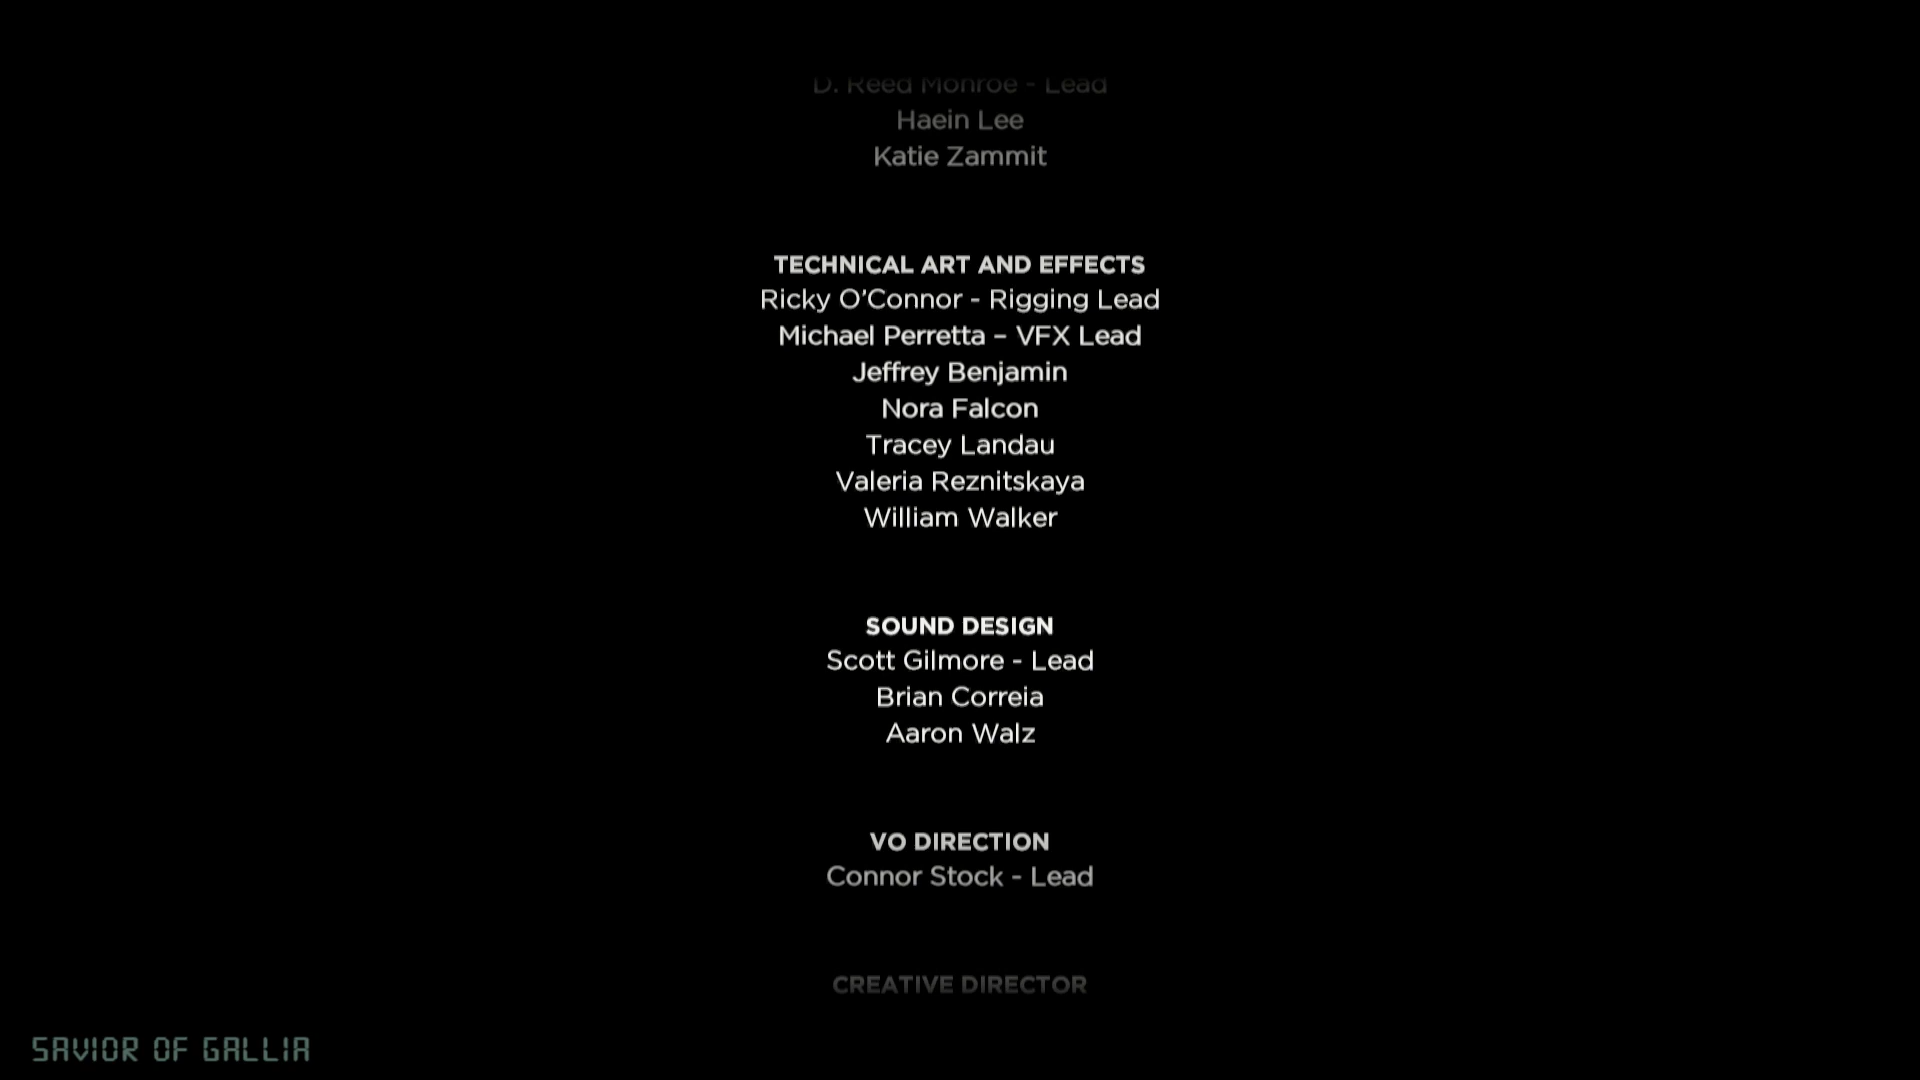 D. Reed Monroe - Lead
Haein Lee
Katie Zammit
TECHNICAL ART AND EFFECTS
Ricky O’Connor - Rigging Lead
Michael Perretta – VFX Lead
Jeffrey Benjamin
Nora Falcon
Tracey Landau
Valeria Reznitskaya
William Walker
SOUND DESIGN
Scott Gilmore - Lead
Brian Correia
Aaron Walz
VO DIRECTION
Connor Stock - Lead
CREATIVE DIRECTOR
SAVIOR OF GALLIA